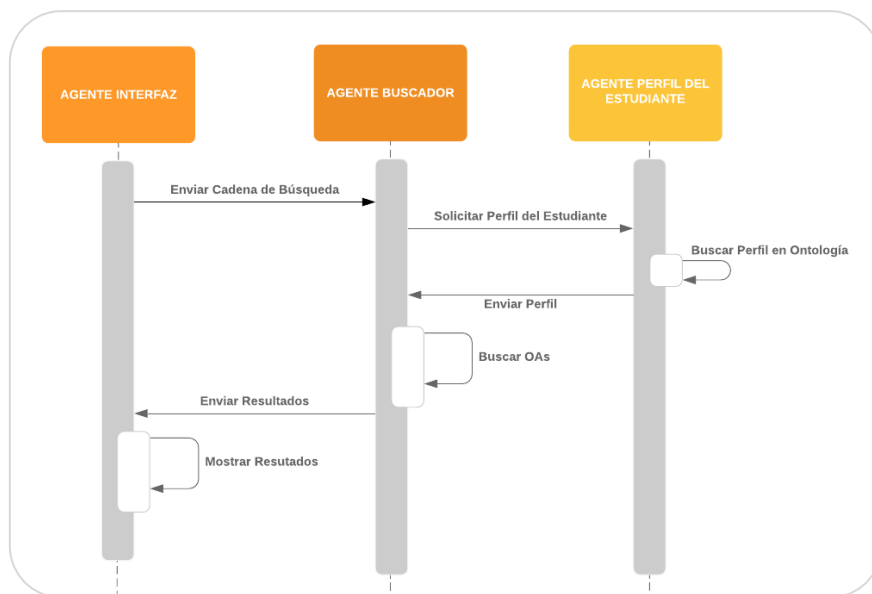 AGENTE INTERFAZ
AGENTE BUSCADOR
AGENTE PERFIL DEL
ESTUDIANTE
Enviar Cadena de Búsqueda
Solicitar Perfil del Estudiante
Buscar Perfil en Ontología
Enviar Perfil
Buscar OAs
Enviar Resultados
Mostrar Resutados